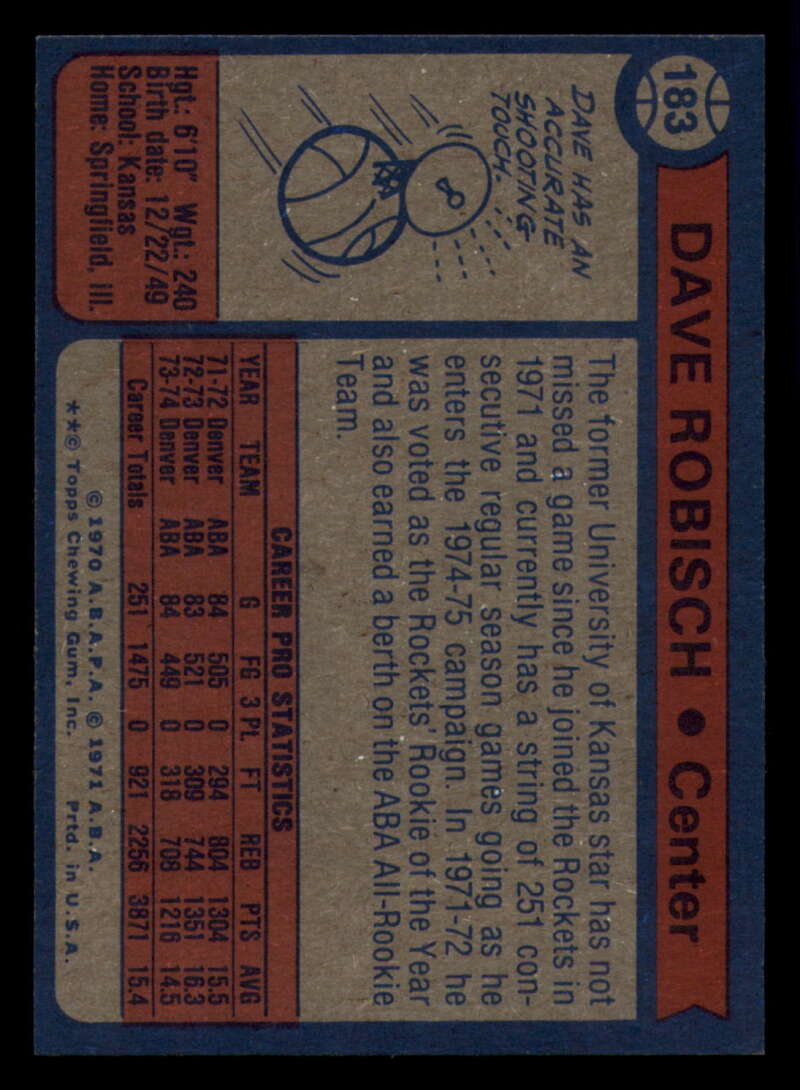 183
DAVE ROBISCH • Center
DAVE HAS AN
ACCURATE
SHOOTING
TOUCH....
Hgt.: 6'10" Wgt.: 240
Birth date: 12/22/49
School: Kansas
Home: Springfield, Ill.
The former University of Kansas star has not
missed a game since he joined the Rockets in
1971 and currently has a string of 251 con-
secutive regular season games going as he
enters the 1974-75 campaign. In 1971-72 he
was voted as the Rockets' Rookie of the Year
and also earned a berth on the ABA All-Rookie
Team.
CAREER PRO STATISTICS
YEAR TEAM G FG 3 Pt. FT REB PTS AVG
71-72 Denver ABA 84 505 0 294 804 1304 15.5
72-73 Denver ABA 83 521 0 309 744 1351 16.3
73-74 Denver ABA 84 449 0 318 708 1216 14.5
Career Totals 251 1475 0 921 2256 3871 15.4
© 1970 A.B.A.P.A. © 1971 A.B.A.
**© Topps Chewing Gum, Inc. Prtd. in U.S.A.